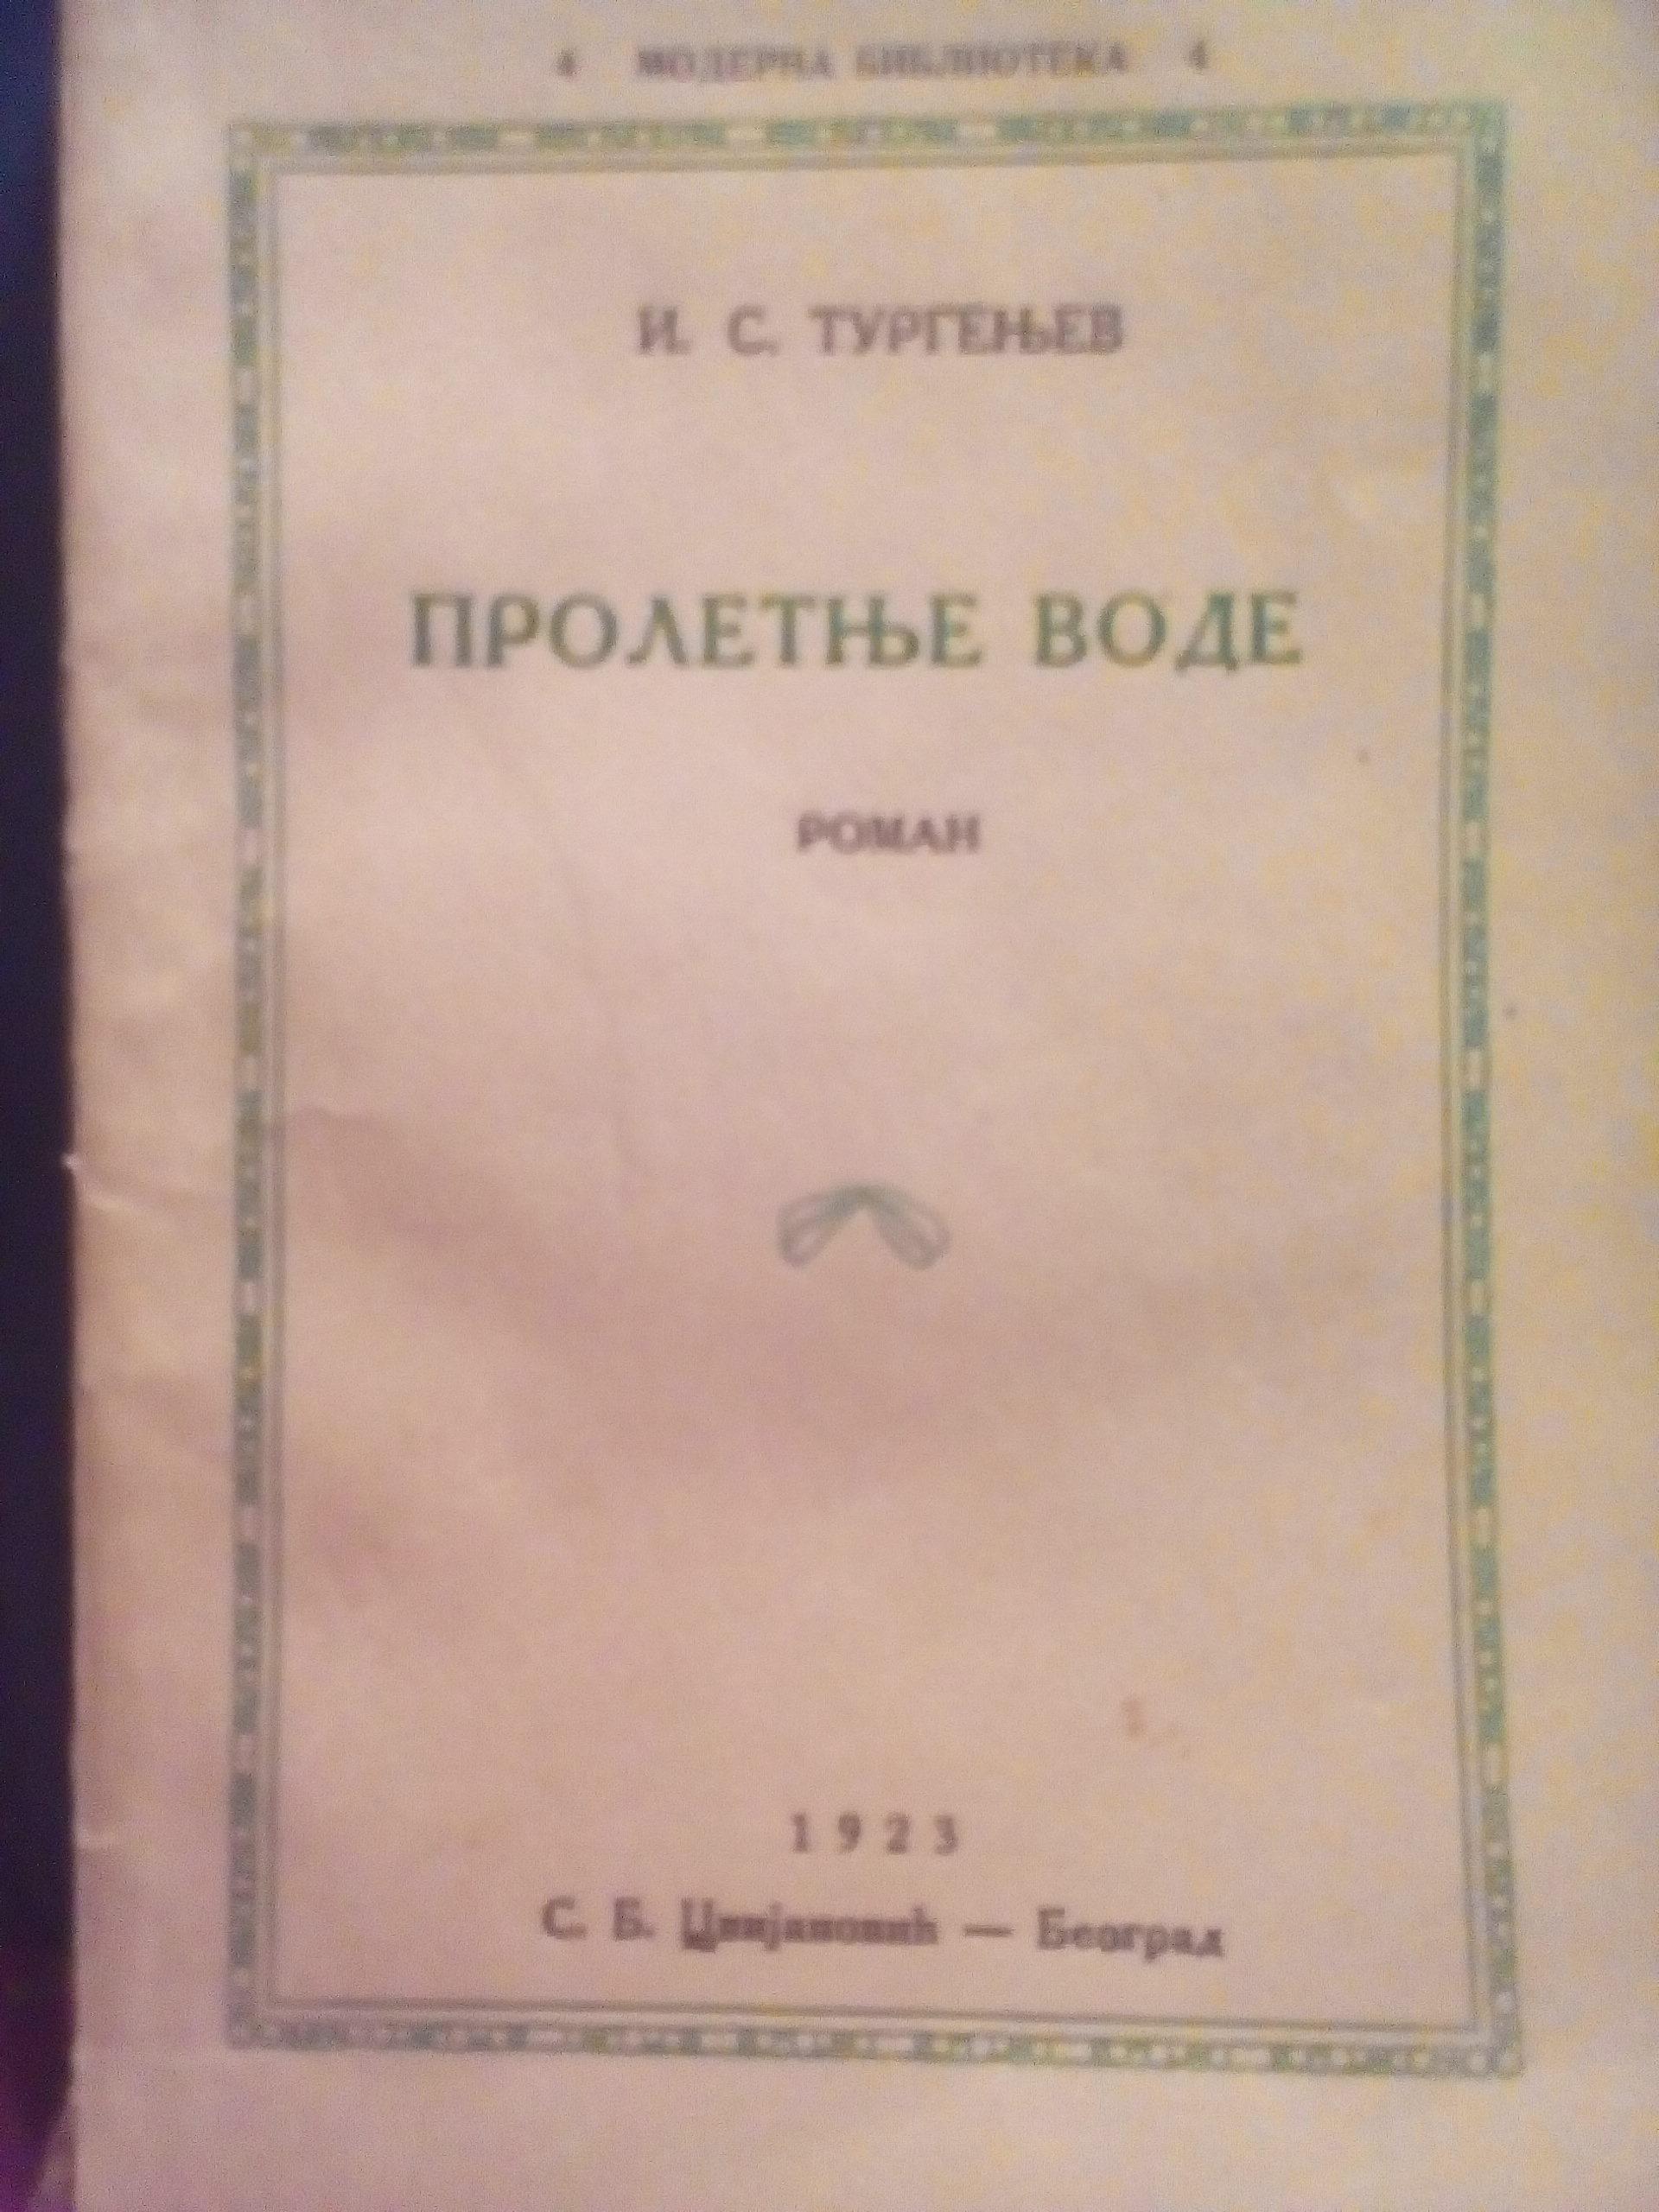 4 МОДЕРНА БИБЛИОТЕКА 4
И. С. ТУРГЕЊЕВ
ПРОЛЕТЊЕ ВОДЕ
РОМАН
1923
С. Б. Цвијановић — Београд